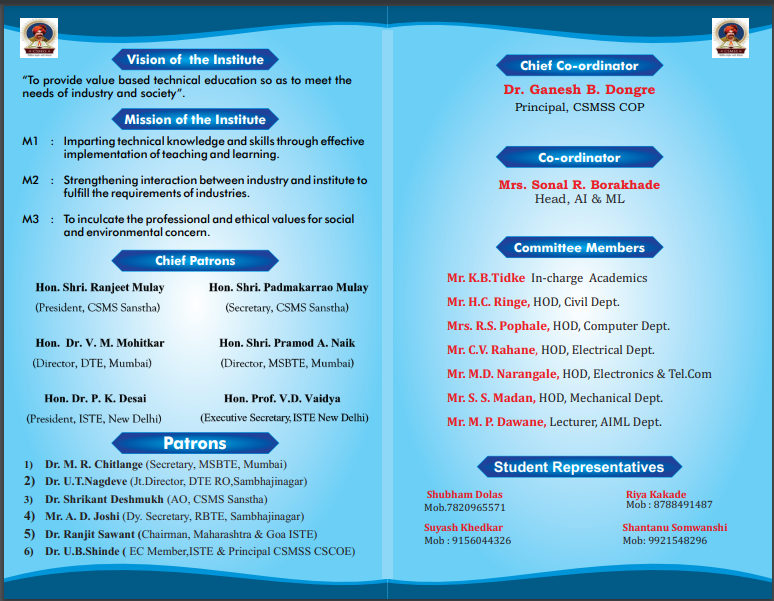 Vision of the Institute
“To provide value based technical education so as to meet the
needs of industry and society”.
Mission of the Institute
M1 : Imparting technical knowledge and skills through effective
implementation of teaching and learning.
M2 : Strengthening interaction between industry and institute to
fulfill the requirements of industries.
M3 : To inculcate the professional and ethical values for social
and environmental concern.
Chief Patrons
Hon. Shri. Ranjeet Mulay Hon. Shri. Padmakarrao Mulay
(President, CSMS Sanstha) (Secretary, CSMS Sanstha)
Hon. Dr. V. M. Mohitkar Hon. Shri. Pramod A. Naik
(Director, DTE, Mumbai) (Director, MSBTE, Mumbai)
Hon. Dr. P. K. Desai Hon. Prof. V.D. Vaidya
(President, ISTE, New Delhi) (Executive Secretary, ISTE New Delhi)
Patrons
1) Dr. M. R. Chitlange (Secretary, MSBTE, Mumbai)
2) Dr. U.T.Nagdeve (Jt.Director, DTE RO,Sambhajinagar)
3) Dr. Shrikant Deshmukh (AO, CSMS Sanstha)
4) Mr. A. D. Joshi (Dy. Secretary, RBTE, Sambhajinagar)
5) Dr. Ranjit Sawant (Chairman, Maharashtra & Goa ISTE)
6) Dr. U.B.Shinde ( EC Member,ISTE & Principal CSMSS CSCOE)
CSMSS
Chief Co-ordinator
Dr. Ganesh B. Dongre
Principal, CSMSS COP
Co-ordinator
Mrs. Sonal R. Borakhade
Head, AI & ML
Committee Members
Mr. K.B.Tidke In-charge Academics
Mr. H.C. Ringe, HOD, Civil Dept.
Mrs. R.S. Pophale, HOD, Computer Dept.
Mr. C.V. Rahane, HOD, Electrical Dept.
Mr. M.D. Narangale, HOD, Electronics & Tel.Com
Mr. S. S. Madan, HOD, Mechanical Dept.
Mr. M. P. Dawane, Lecturer, AIML Dept.
Student Representatives
Shubham Dolas Riya Kakade
Mob.7820965571 Mob : 8788491487
Suyash Khedkar Shantanu Somwanshi
Mob : 9156044326 Mob: 9921548296
CSMSS